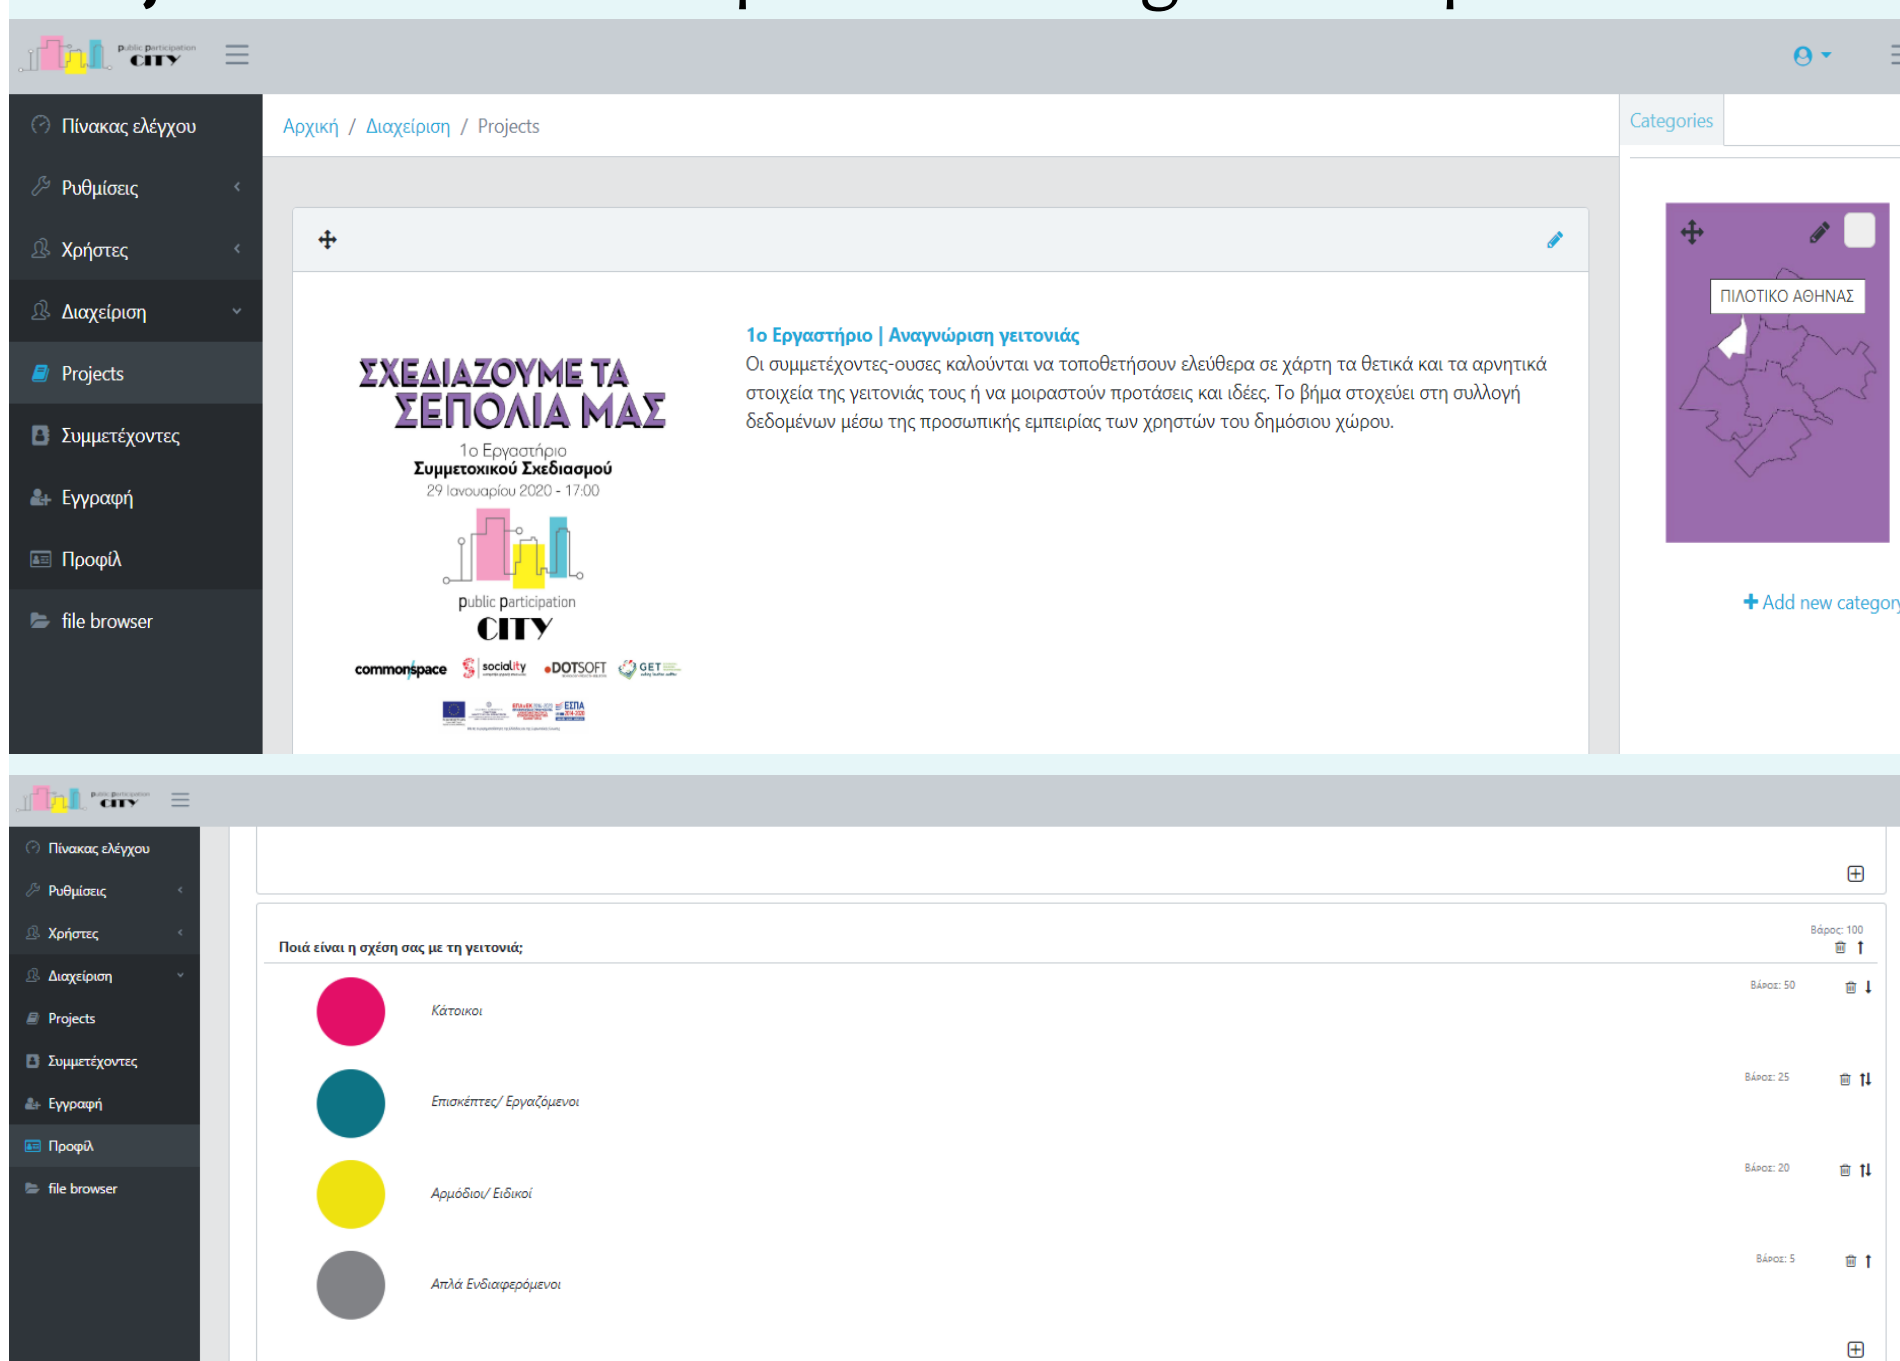 public participation
CITY
Πίνακας ελέγχου
Ρυθμίσεις
Χρήστες
Διαχείριση
Projects
Συμμετέχοντες
Εγγραφή
Προφίλ
file browser
Αρχική / Διαχείριση / Projects
ΣΧΕΔΙΑΖΟΥΜΕ ΤΑ
ΣΕΠΟΛΙΑ ΜΑΣ
1ο Εργαστήριο
Συμμετοχικού Σχεδιασμού
29 Ιανουαρίου 2020 - 17:00
public participation
CITY
commonspace sociality DOTSOFT GET
ΕΣΠΑ
1ο Εργαστήριο | Αναγνώριση γειτονιάς
Οι συμμετέχοντες-ουσες καλούνται να τοποθετήσουν ελεύθερα σε χάρτη τα θετικά και τα αρνητικά
στοιχεία της γειτονιάς τους ή να μοιραστούν προτάσεις και ιδέες. Το βήμα στοχεύει στη συλλογή
δεδομένων μέσω της προσωπικής εμπειρίας των χρηστών του δημόσιου χώρου.
Categories
ΠΙΛΟΤΙΚΟ ΑΘΗΝΑΣ
Add new category
public participation
CITY
Πίνακας ελέγχου
Ρυθμίσεις
Χρήστες
Διαχείριση
Projects
Συμμετέχοντες
Εγγραφή
Προφίλ
file browser
Ποιά είναι η σχέση σας με τη γειτονιά;
Βάρος: 100
Κάτοικοι
Βάρος: 50
Επισκέπτες/ Εργαζόμενοι
Βάρος: 25
Αρμόδιοι/ Ειδικοί
Βάρος: 20
Απλά Ενδιαφερόμενοι
Βάρος: 5